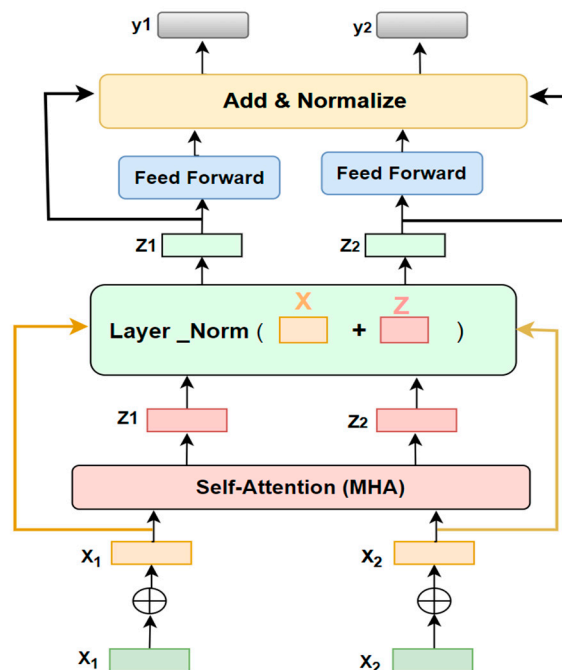 y1 y2
Add & Normalize
Feed Forward Feed Forward
Z1 Z2
X Z
Layer _Norm ( + )
Z1 Z2
Self-Attention (MHA)
X1 X2
X1 X2